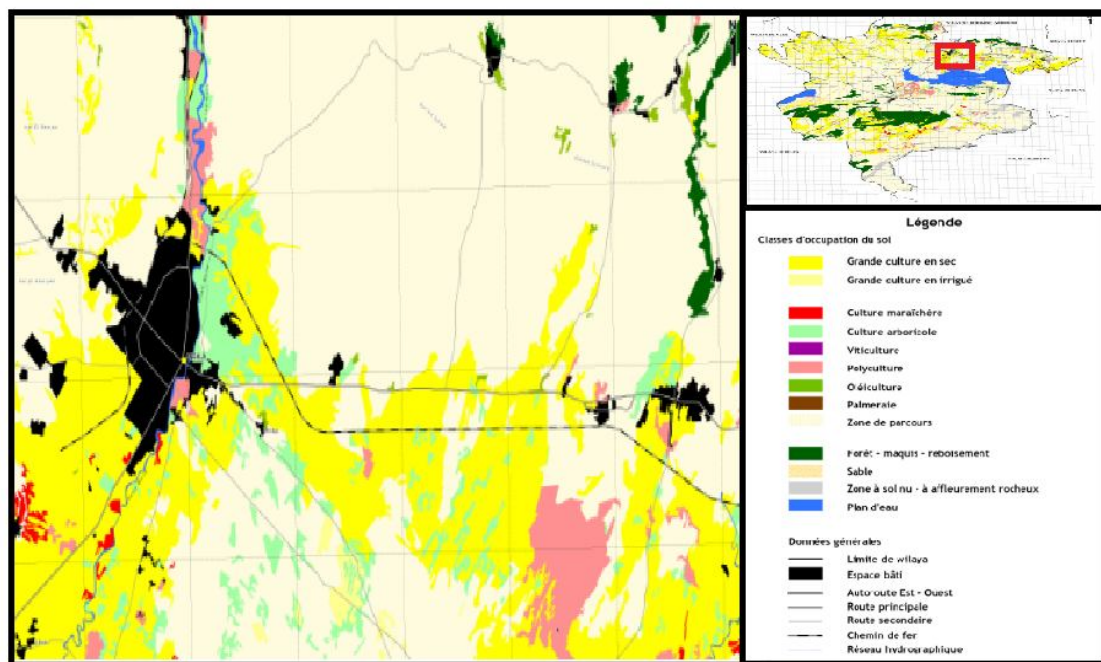 Légende
Classes d'occupation du sol
Grande culture en sec
Grande culture en irrigué
Culture maraîchère
Culture arboricole
Viticulture
Polyculture
Oléiculture
Palmeraie
Zone de parcours
Forêt - maquis - reboisement
Sable
Zone à sol nu - à affleurement rocheux
Plan d'eau
Données générales
Limite de wilaya
Espace bâti
Autoroute Est - Ouest
Route principale
Route secondaire
Chemin de fer
Réseau hydrographique